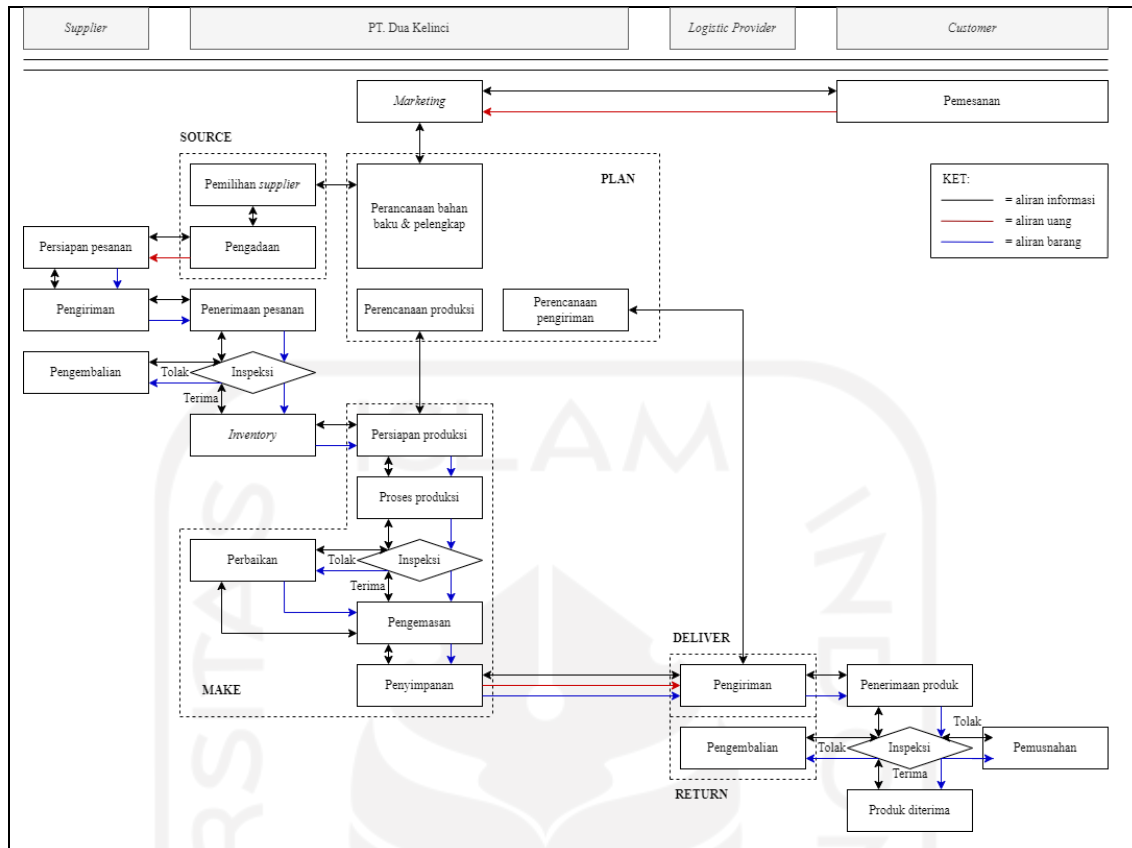 Supplier
PT. Dua Kelinci
Logistic Provider
Customer
Marketing
Pemesanan
SOURCE
PLAN
Pemilihan supplier
Perancanaan bahan
baku & pelengkap
KET:
= aliran informasi
= aliran uang
= aliran barang
Persiapan pesanan
Pengadaan
Pengiriman
Penerimaan pesanan
Perencanaan produksi
Perencanaan
pengiriman
Pengembalian
Tolak
Inspeksi
Terima
Inventory
Persiapan produksi
Proses produksi
Perbaikan
Tolak
Inspeksi
Terima
Pengemasan
MAKE
Penyimpanan
DELIVER
Pengiriman
Penerimaan produk
Pengembalian
Tolak
Inspeksi
Tolak
Pemusnahan
Terima
RETURN
Produk diterima
ISLAM